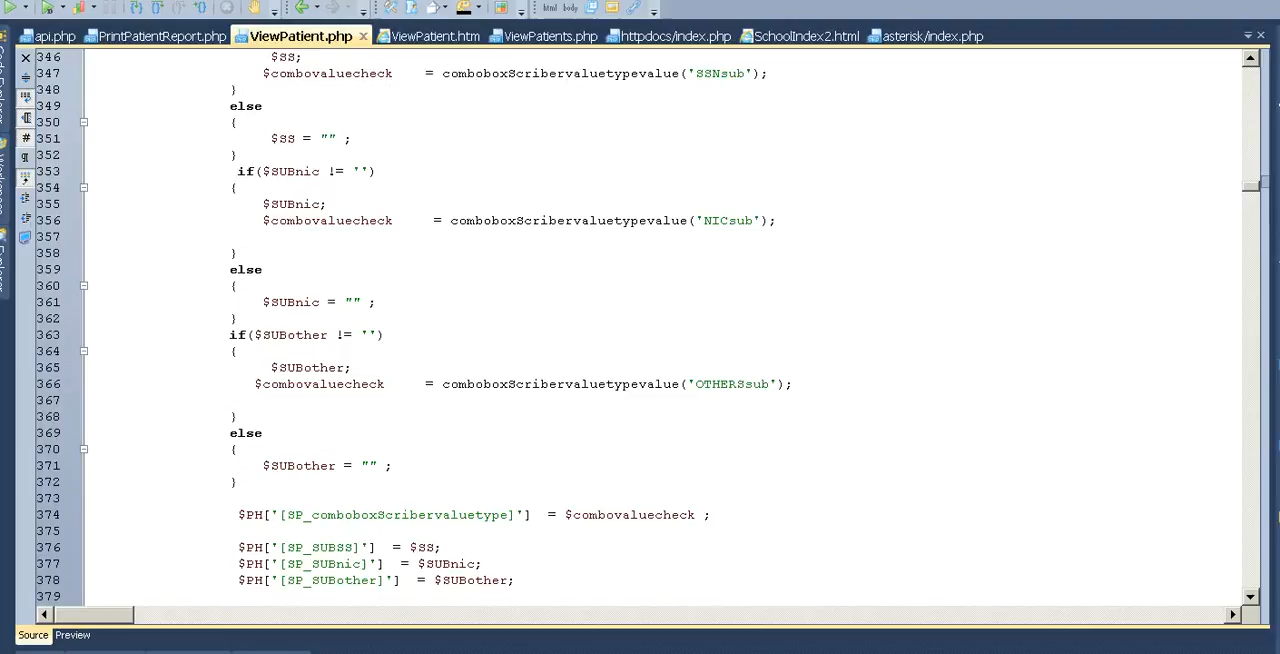 html body
api.php PrintPatientReport.php ViewPatient.php ViewPatient.htm ViewPatients.php httpdocs/index.php SchoolIndex2.html asterisk/index.php
346 $SS;
347 $combovaluecheck = comboboxScribervaluetypevalue('SSNsub');
348 }
349 else
350 {
351 $SS = "" ;
352 }
353 if($SUBnic != '')
354 {
355 $SUBnic;
356 $combovaluecheck = comboboxScribervaluetypevalue('NICsub');
357
358 }
359 else
360 {
361 $SUBnic = "" ;
362 }
363 if($SUBother != '')
364 {
365 $SUBother;
366 $combovaluecheck = comboboxScribervaluetypevalue('OTHERSsub');
367
368 }
369 else
370 {
371 $SUBother = "" ;
372 }
373
374 $PH['[SP_comboboxScribervaluetype]'] = $combovaluecheck ;
375
376 $PH['[SP_SUBSS]'] = $SS;
377 $PH['[SP_SUBnic]'] = $SUBnic;
378 $PH['[SP_SUBother]'] = $SUBother;
379
Source Preview